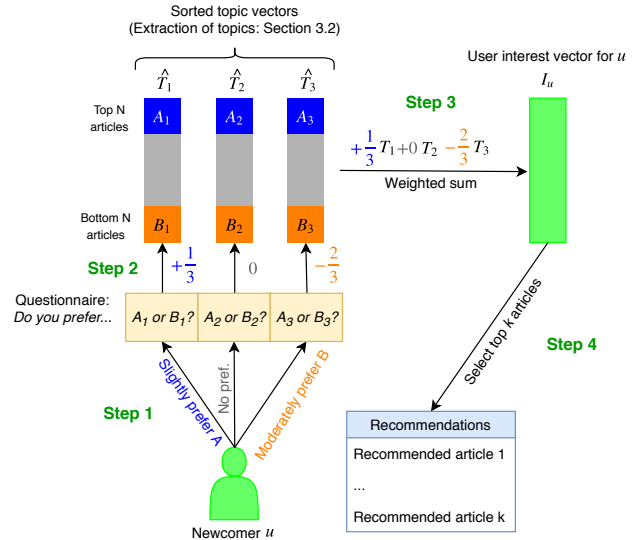 Sorted topic vectors
(Extraction of topics: Section 3.2)
T̂₁ T̂₂ T̂₃
User interest vector for u
I_u
Top N
articles
A₁ A₂ A₃
Step 3
+1/3 T₁+0 T₂ −2/3 T₃
Weighted sum
Bottom N
articles
B₁ B₂ B₃
Step 2
+1/3 0 −2/3
Questionnaire:
Do you prefer...
A₁ or B₁? A₂ or B₂? A₃ or B₃?
Select top k articles
Step 4
Step 1
Slightly prefer A
No pref.
Moderately prefer B
Newcomer u
Recommendations
Recommended article 1
...
Recommended article k